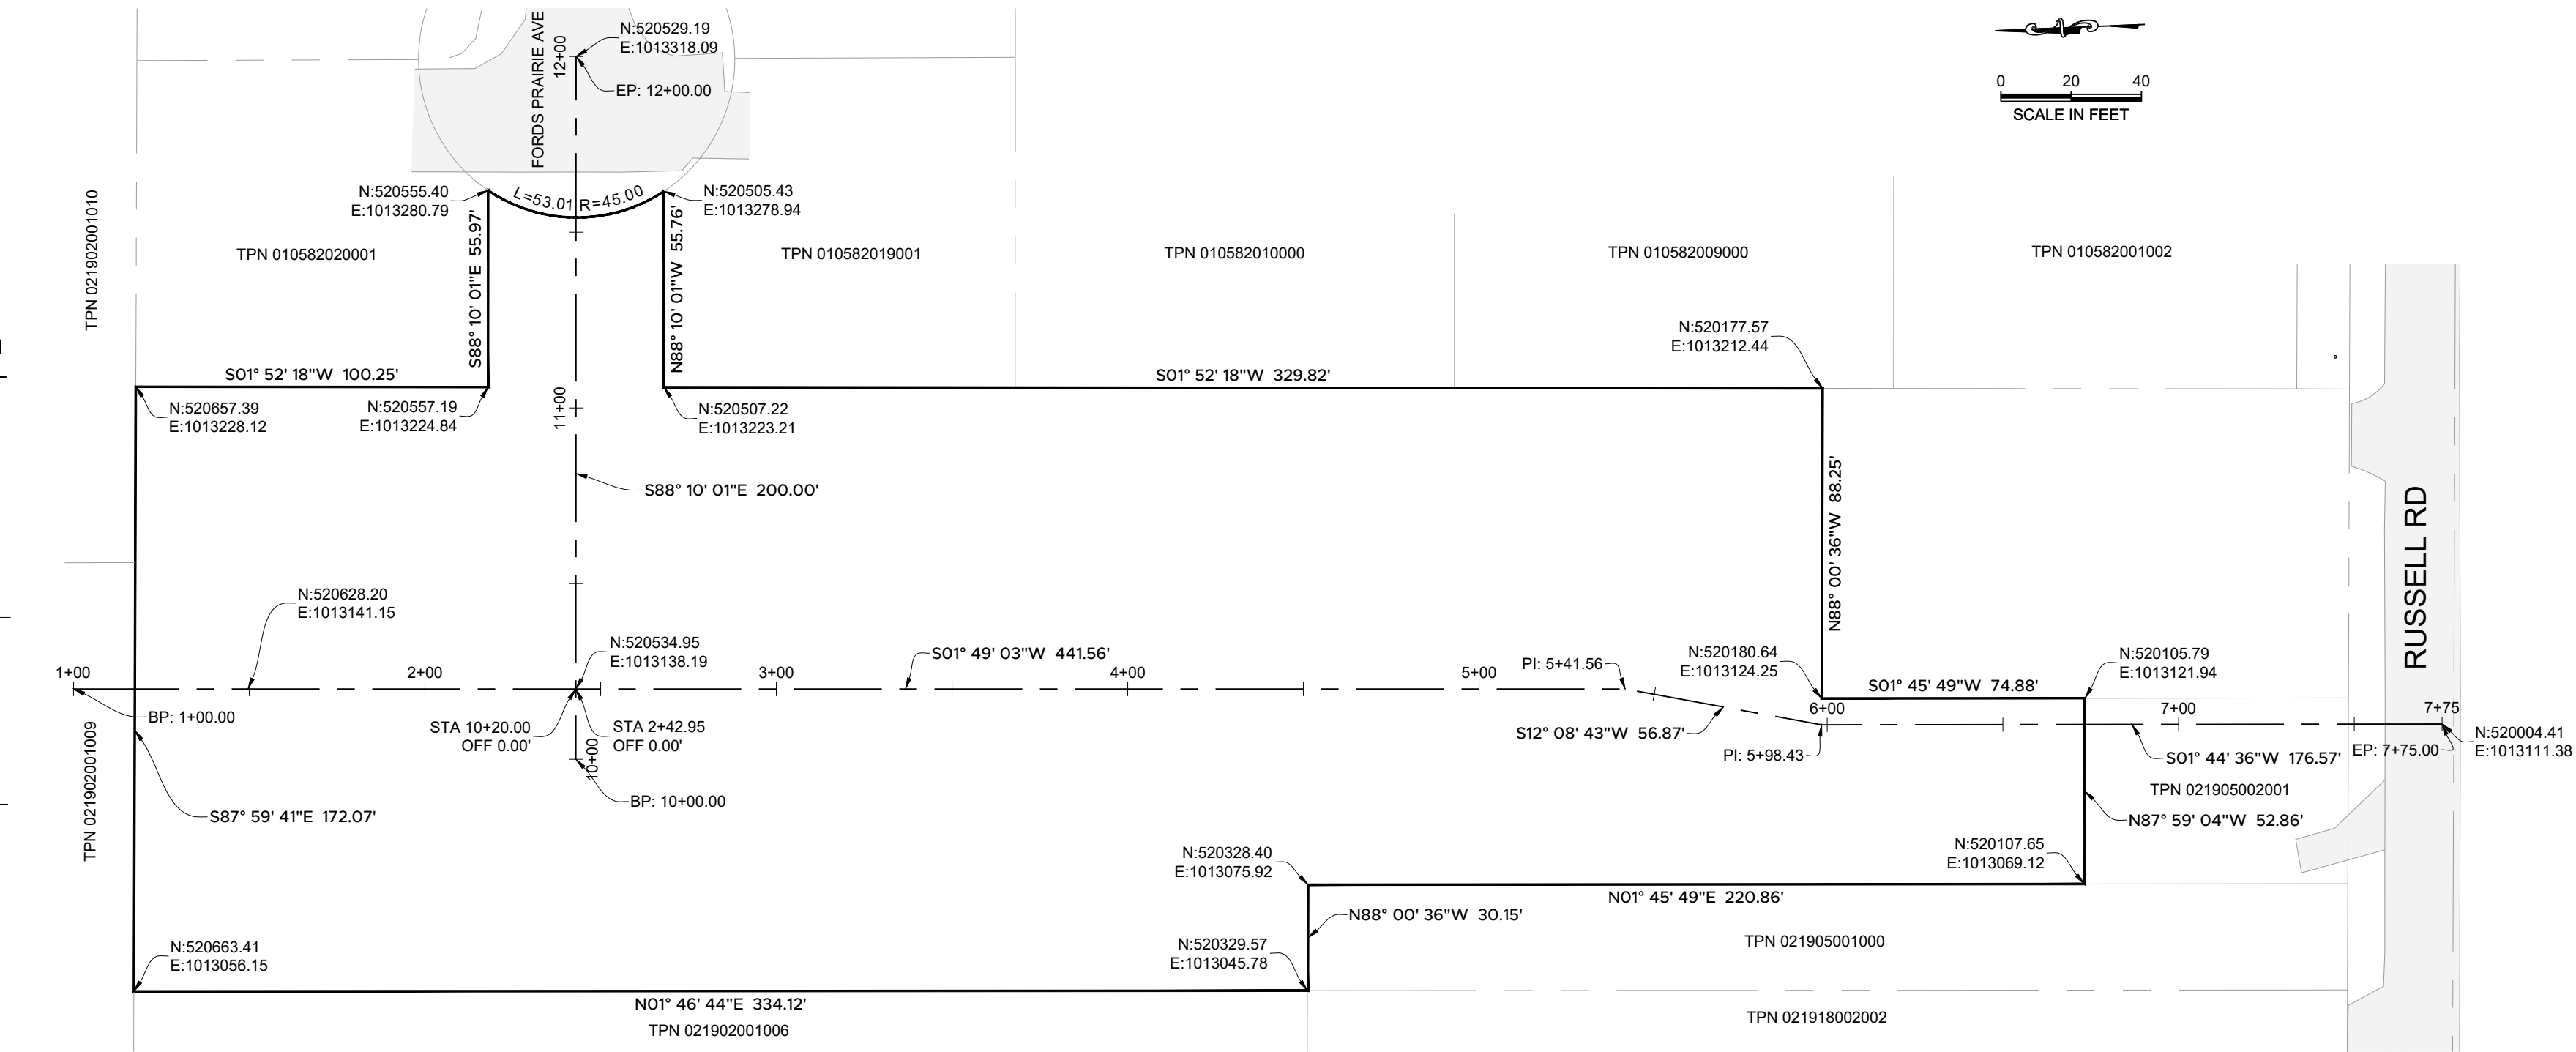 FORDS PRAIRIE AVE
12+00
N:520529.19
E:1013318.09
EP: 12+00.00
0 20 40
SCALE IN FEET
N:520555.40
E:1013280.79
L=53.01 R=45.00
N:520505.43
E:1013278.94
TPN 021902001010
TPN 010582020001
S88° 10' 01"E 55.97'
N88° 10' 01"W 55.76'
TPN 010582019001
TPN 010582010000
TPN 010582009000
TPN 010582001002
N:520177.57
E:1013212.44
S01° 52' 18"W 100.25'
S01° 52' 18"W 329.82'
N:520657.39
E:1013228.12
N:520557.19
E:1013224.84
11+00
N:520507.22
E:1013223.21
S88° 10' 01"E 200.00'
N88° 00' 36"W 88.25'
RUSSELL RD
N:520628.20
E:1013141.15
N:520534.95
E:1013138.19
S01° 49' 03"W 441.56'
PI: 5+41.56
N:520180.64
E:1013124.25
N:520105.79
E:1013121.94
1+00
2+00
3+00
4+00
5+00
S01° 45' 49"W 74.88'
6+00
7+00
7+75
BP: 1+00.00
STA 10+20.00
OFF 0.00'
STA 2+42.95
OFF 0.00'
10+00
S12° 08' 43"W 56.87'
PI: 5+98.43
S01° 44' 36"W 176.57'
EP: 7+75.00
N:520004.41
E:1013111.38
TPN 021902001009
BP: 10+00.00
S87° 59' 41"E 172.07'
TPN 021905002001
N87° 59' 04"W 52.86'
N:520328.40
E:1013075.92
N:520107.65
E:1013069.12
N01° 45' 49"E 220.86'
N88° 00' 36"W 30.15'
N:520663.41
E:1013056.15
N:520329.57
E:1013045.78
TPN 021905001000
N01° 46' 44"E 334.12'
TPN 021902001006
TPN 021918002002